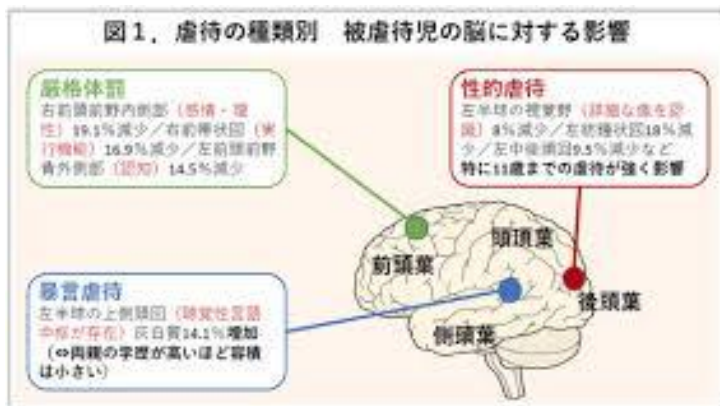 図1．虐待の種類別　被虐待児の脳に対する影響
厳格体罰
右前頭前野内側部（感情・理
性）19.1％減少／右前帯状回（実
行機能）16.9％減少／左前頭前野
背外側部（認知）14.5％減少
性的虐待
左半球の視覚野（詳細な像を認
識）8％減少／左紡錘状回18％減
少／左中後頭回9.5％減少など
特に11歳までの虐待が強く影響
頭頂葉
前頭葉
後頭葉
側頭葉
暴言虐待
左半球の上側頭回（聴覚性言語
中枢が存在）灰白質14.1％増加
（⇔両親の学歴が高いほど容積
は小さい）